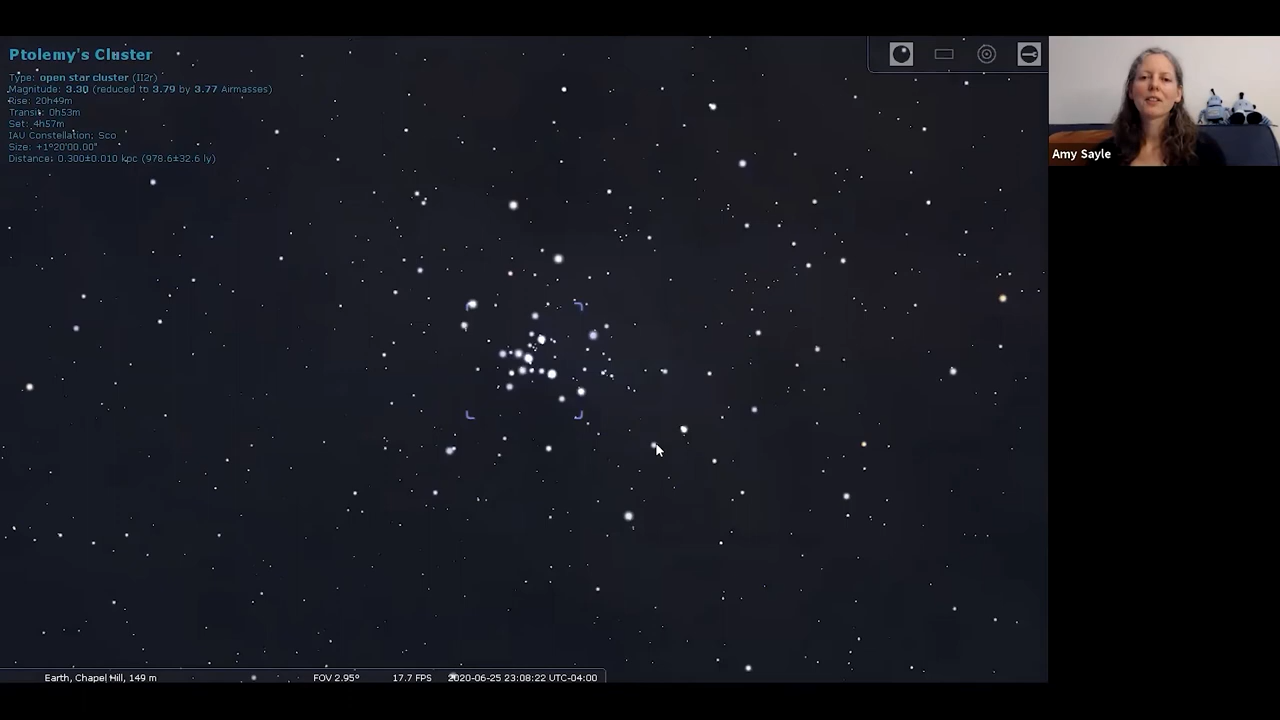 Ptolemy's Cluster
Type: open star cluster (II2r)
Magnitude: 3.30 (reduced to 3.79 by 3.77 Airmasses)
Rise: 20h49m
Transit: 0h53m
Set: 4h57m
IAU Constellation: Sco
Size: +1°20'00.00"
Distance: 0.300±0.010 kpc (978.6±32.6 ly)
Amy Sayle
Earth, Chapel Hill, 149 m FOV 2.95° 17.7 FPS 2020-06-25 23:08:22 UTC-04:00